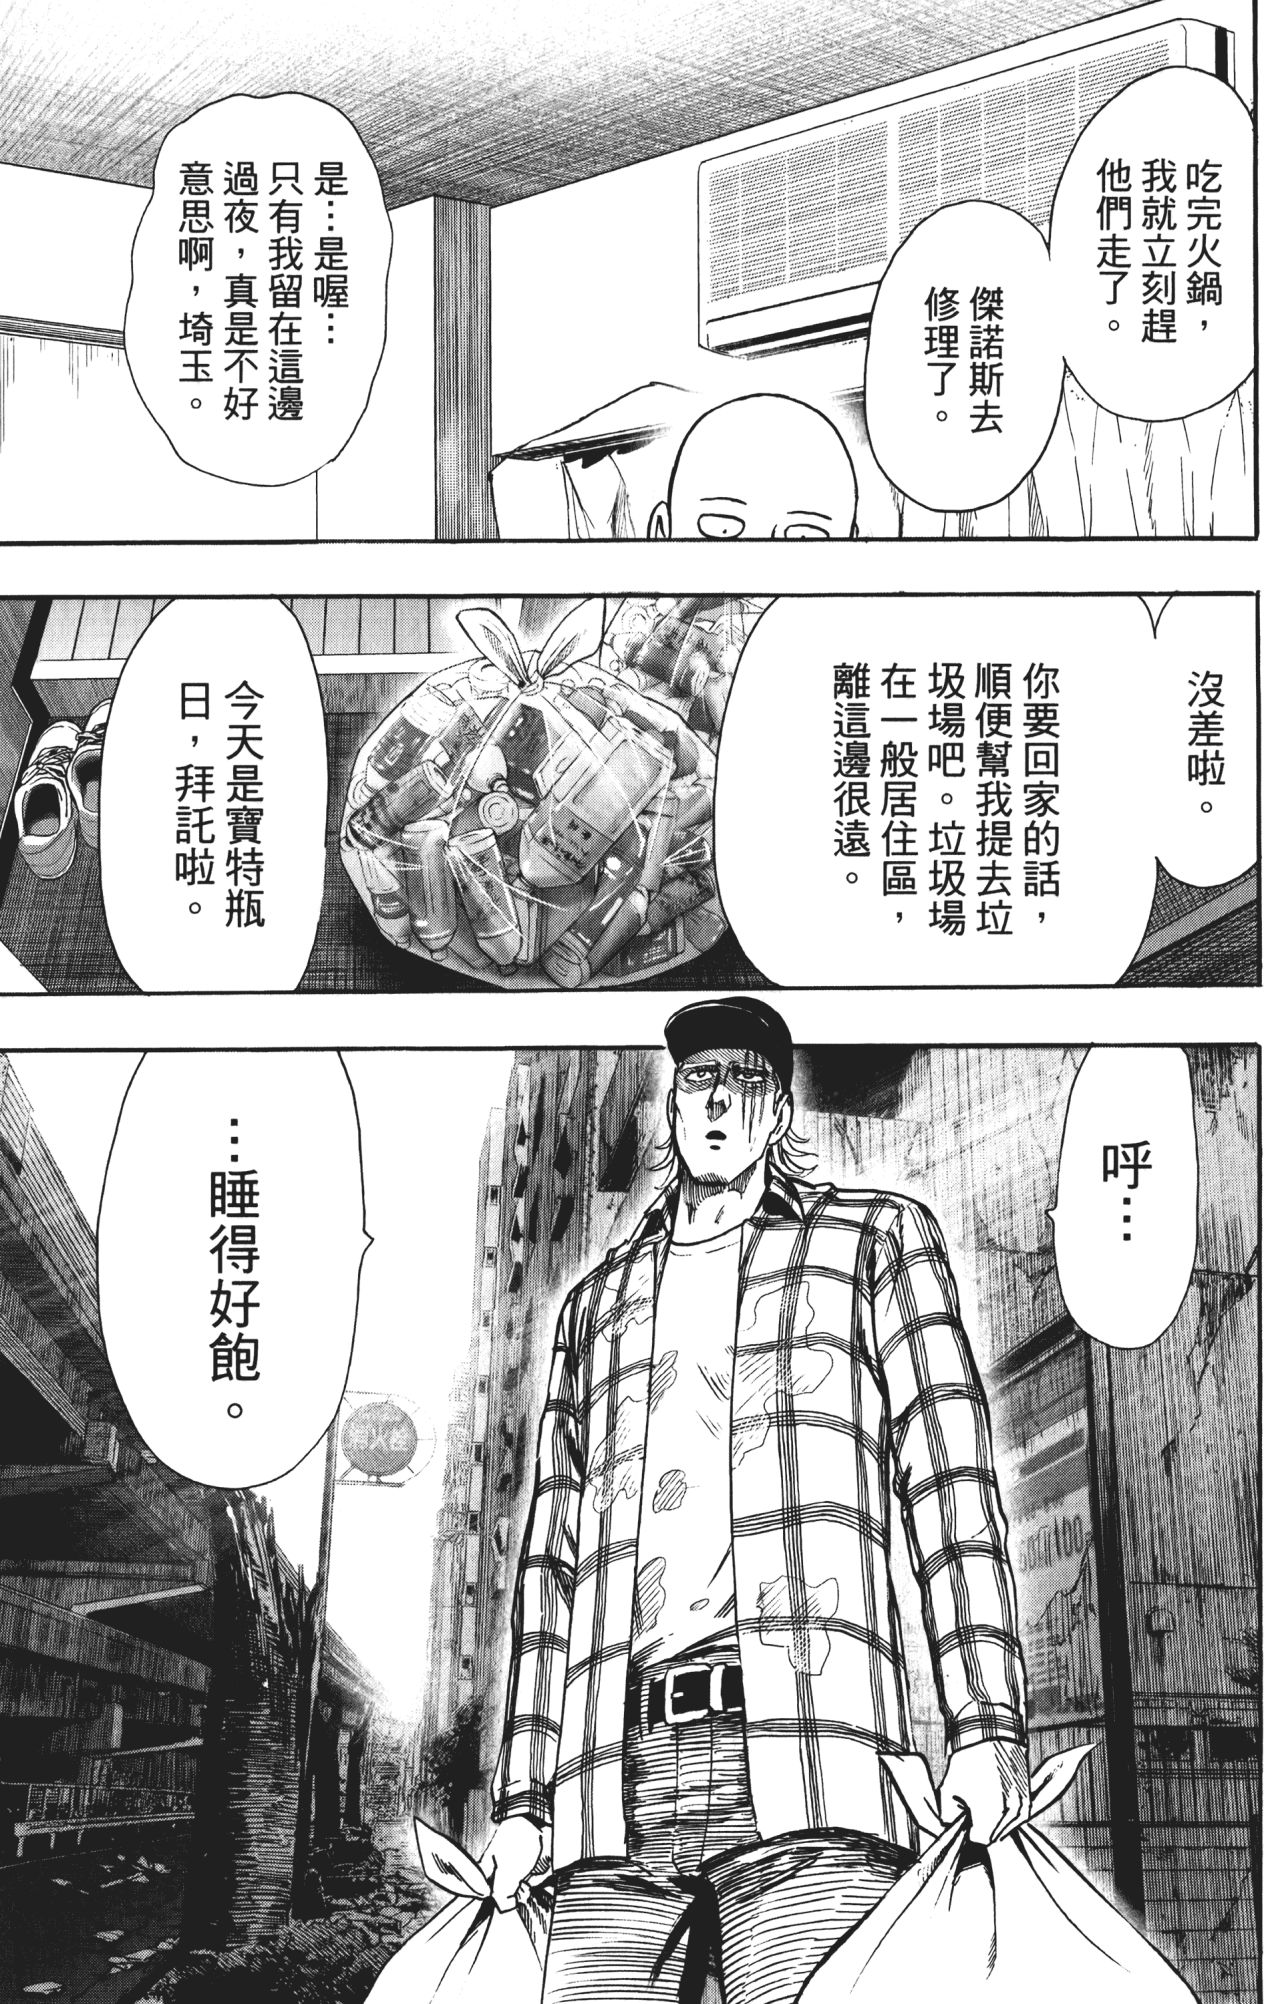 吃完火鍋，
我就立刻趕
他們走了。
傑諾斯去
修理了。
是…是喔…
只有我留在這邊
過夜，真是不好
意思啊，埼玉。
沒差啦。
你要回家的話，
順便幫我提去垃
圾場吧。垃圾場
在一般居住區，
離這邊很遠。
今天是寶特瓶
日，拜託啦。
呼…
…睡得好飽。